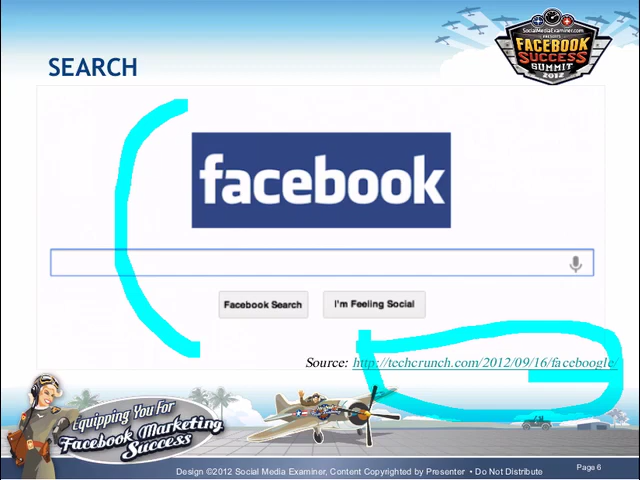 SocialMediaExaminer.com
PRESENTS
FACEBOOK
SUCCESS
SUMMIT
2012
SEARCH
facebook
Facebook Search
I'm Feeling Social
Source: http://techcrunch.com/2012/09/16/faceboogle/
Equipping You For
Facebook Marketing
Success
Design ©2012 Social Media Examiner, Content Copyrighted by Presenter • Do Not Distribute
Page 6